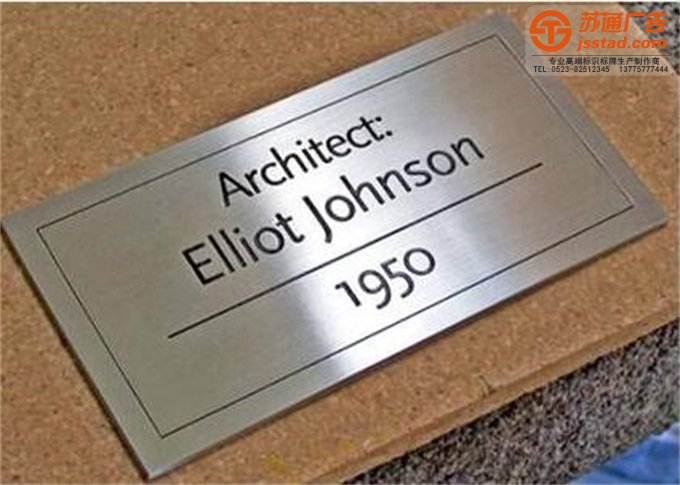 苏通广告
jsstad.com
专业高端标识标牌生产制作商
TEL:0523-82512345 13775777444
Architect:
Elliot Johnson
1950